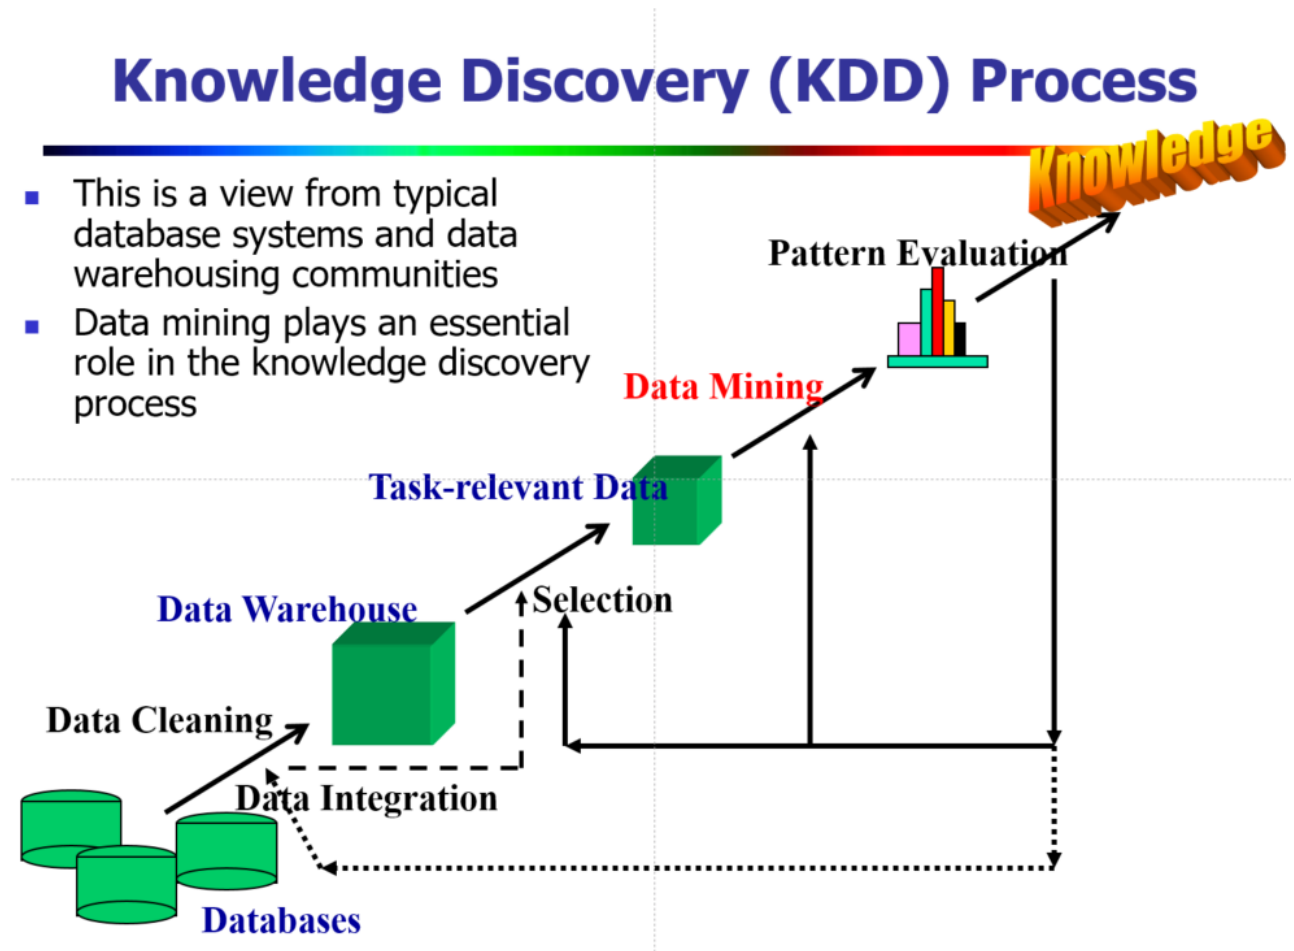 Knowledge Discovery (KDD) Process
Knowledge
This is a view from typical
database systems and data
warehousing communities
Pattern Evaluation
Data mining plays an essential
role in the knowledge discovery
process
Data Mining
Task-relevant Data
Selection
Data Warehouse
Data Cleaning
Data Integration
Databases